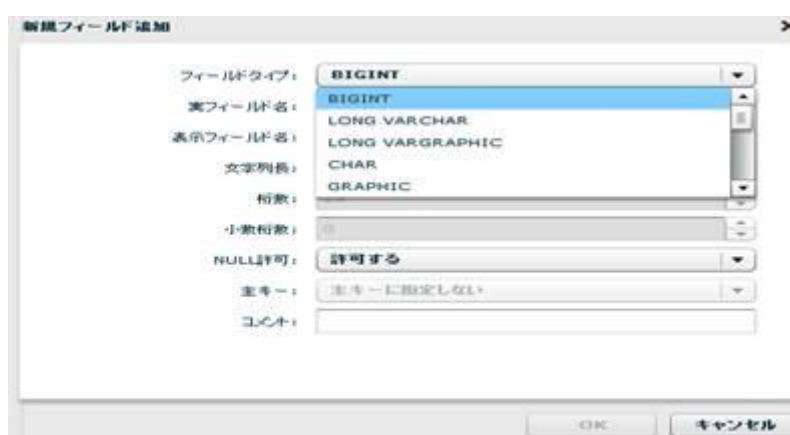 新規フィールド追加
フィールドタイプ: BIGINT
BIGINT
実フィールド名:
LONG VARCHAR
表示フィールド名:
LONG VARGRAPHIC
文字列長:
CHAR
GRAPHIC
桁数:
小数桁数: 0
NULL許可: 許可する
主キー: 主キーに指定しない
コメント:
OK
キャンセル